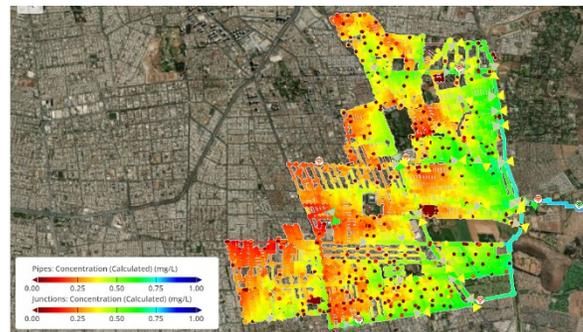 Pipes: Concentration (Calculated) (mg/L)
0.00 0.25 0.50 0.75 1.00
Junctions: Concentration (Calculated) (mg/L)
0.00 0.25 0.50 0.75 1.00